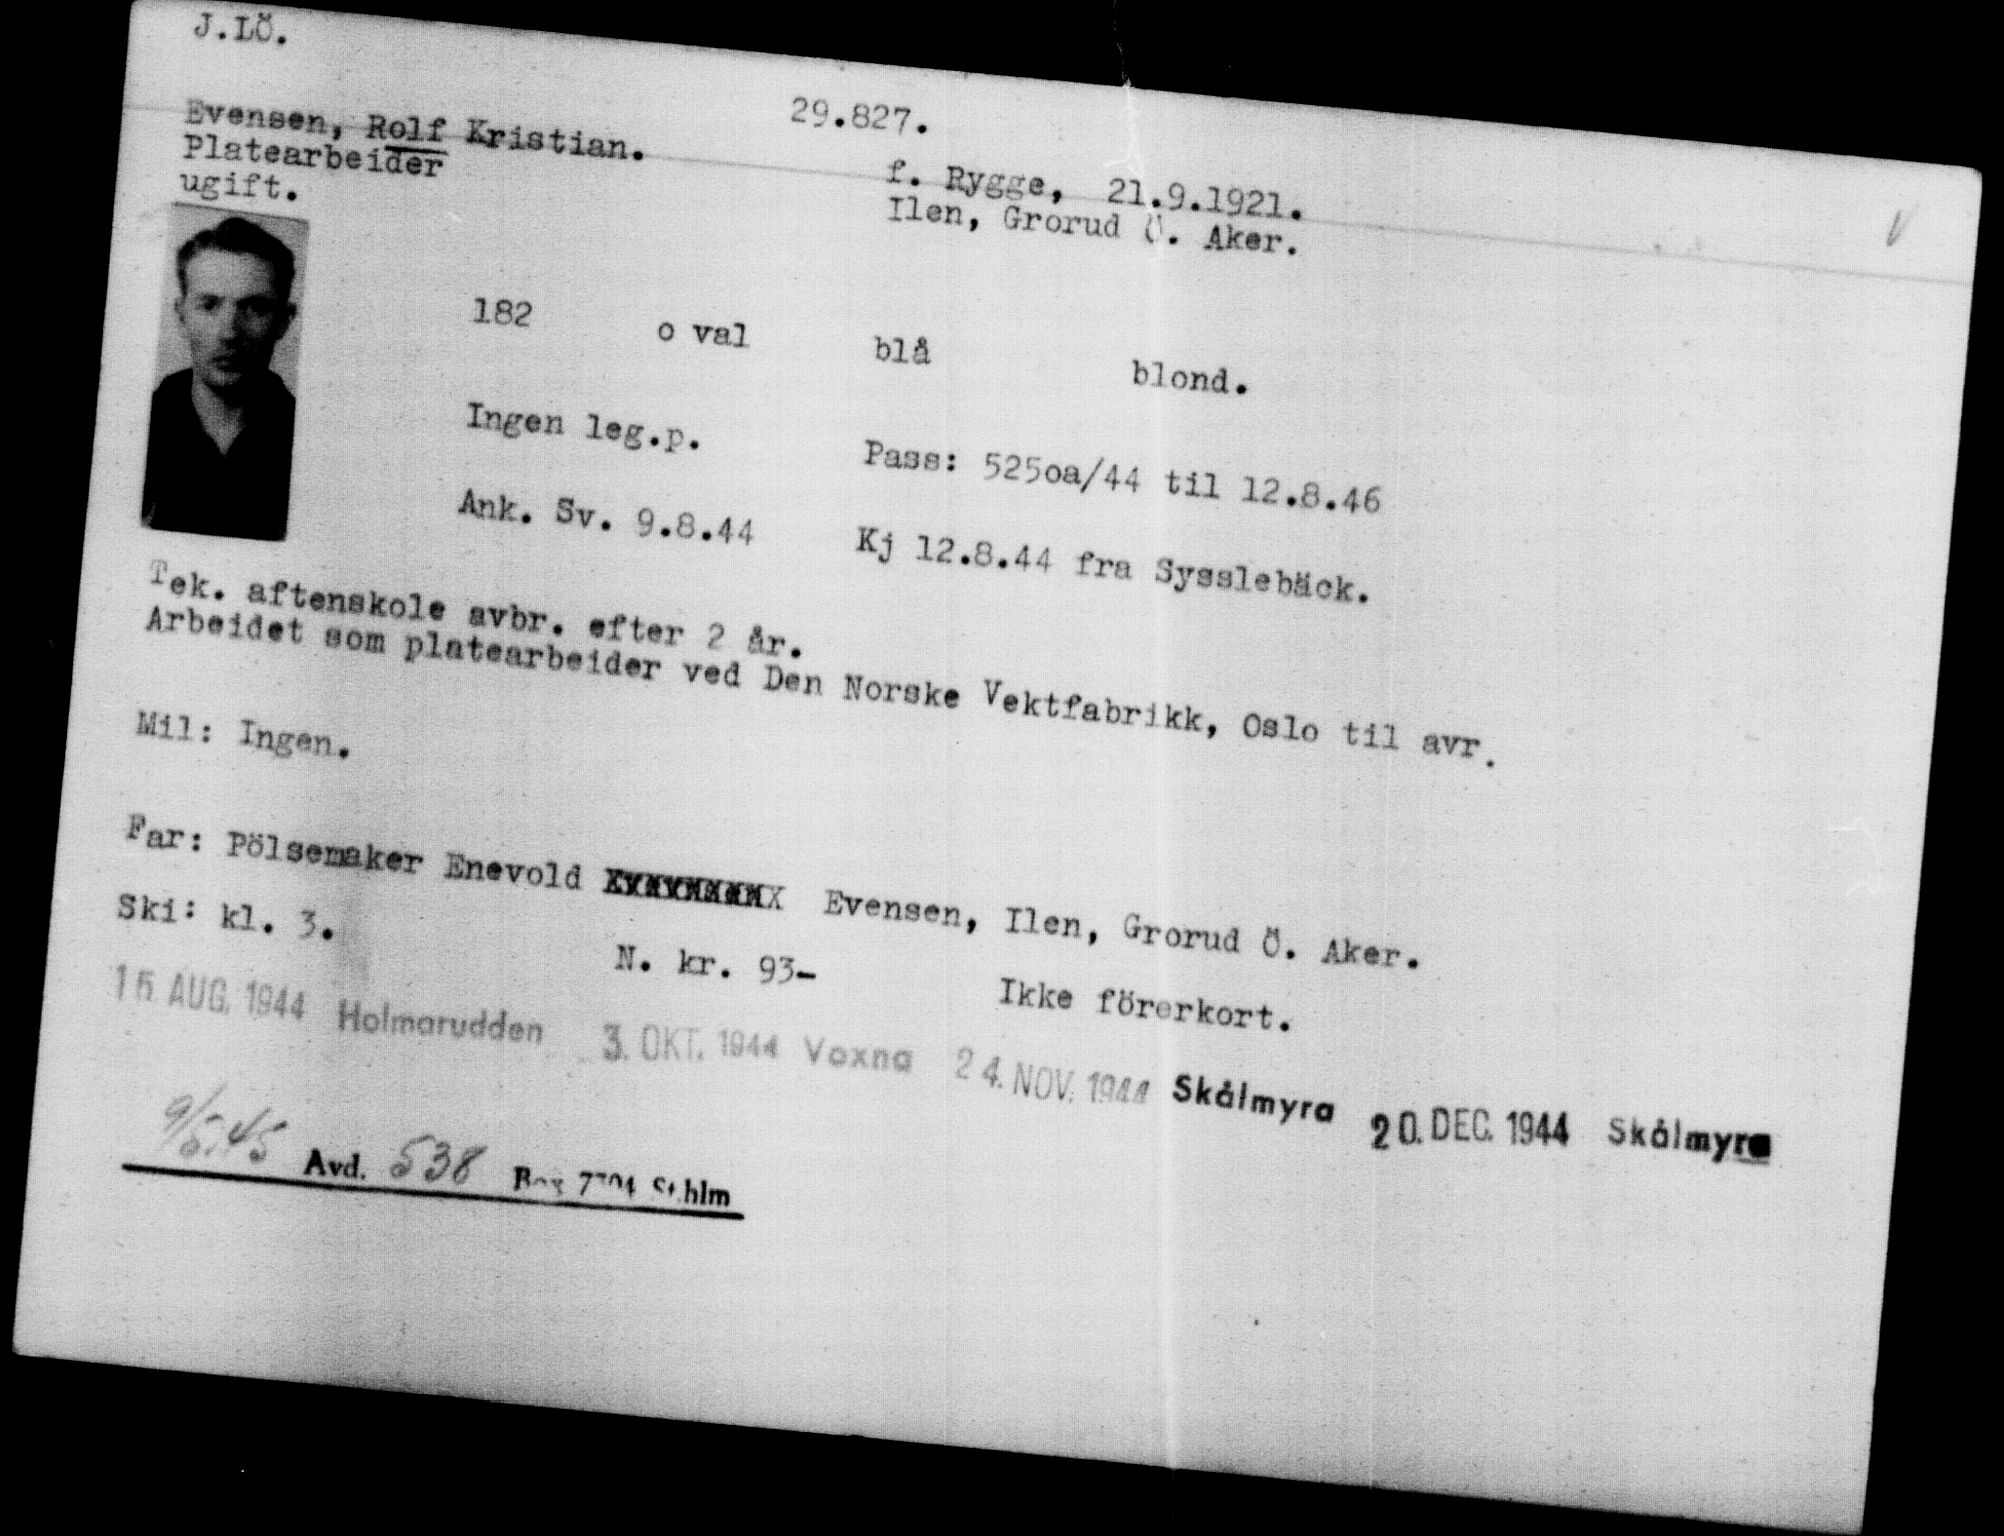 J.LÖ.
29.827.
Evensen, Rolf Kristian.
Platearbeider
ugift.
f. Rygge, 21.9.1921.
Ilen, Grorud Ö. Aker.
182 o val blå blond.
Ingen leg.p. Pass: 525oa/44 til 12.8.46
Ank. Sv. 9.8.44 Kj 12.8.44 fra Sysslebäck.
Tek. aftenskole avbr. efter 2 år.
Arbeidet som platearbeider ved Den Norske Vektfabrikk, Oslo til avr.
Mil: Ingen.
Far: Pölsemaker Enevold Evensen, Ilen, Grorud Ö. Aker.
Ski: kl. 3. N. kr. 93- Ikke förerkort.
15 AUG. 1944 Holmarudden 3. OKT. 1944 Voxna 24. NOV. 1944 Skålmyra 20. DEC. 1944 Skålmyra
9/5.45 Avd. 538 Box 7704 St.hlm